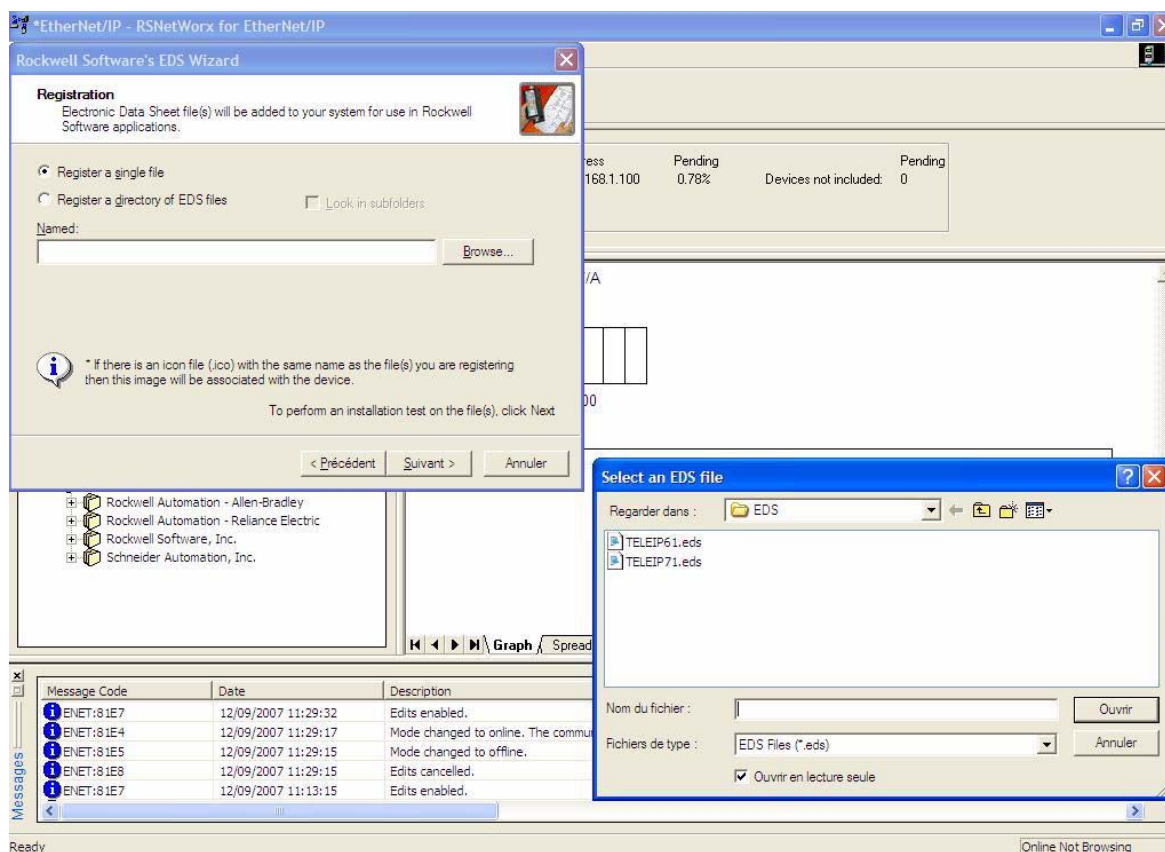 *EtherNet/IP - RSNetWorx for EtherNet/IP
Rockwell Software's EDS Wizard
Registration
Electronic Data Sheet file(s) will be added to your system for use in Rockwell
Software applications.
Register a single file
Register a directory of EDS files
Look in subfolders
Named:
Browse...
* If there is an icon file (.ico) with the same name as the file(s) you are registering
then this image will be associated with the device.
To perform an installation test on the file(s), click Next
< Précédent
Suivant >
Annuler
ress
Pending
Pending
168.1.100
0.78%
Devices not included:
0
/A
00
Rockwell Automation - Allen-Bradley
Rockwell Automation - Reliance Electric
Rockwell Software, Inc.
Schneider Automation, Inc.
Graph
Spread
Select an EDS file
Regarder dans :
EDS
TELEIP61.eds
TELEIP71.eds
Nom du fichier :
Ouvrir
Fichiers de type :
EDS Files (*.eds)
Annuler
Ouvrir en lecture seule
Messages
Message Code Date Description
ENET:81E7 12/09/2007 11:29:32 Edits enabled.
ENET:81E4 12/09/2007 11:29:17 Mode changed to online. The commu
ENET:81E5 12/09/2007 11:29:15 Mode changed to offline.
ENET:81E8 12/09/2007 11:29:15 Edits cancelled.
ENET:81E7 12/09/2007 11:13:15 Edits enabled.
Ready
Online Not Browsing